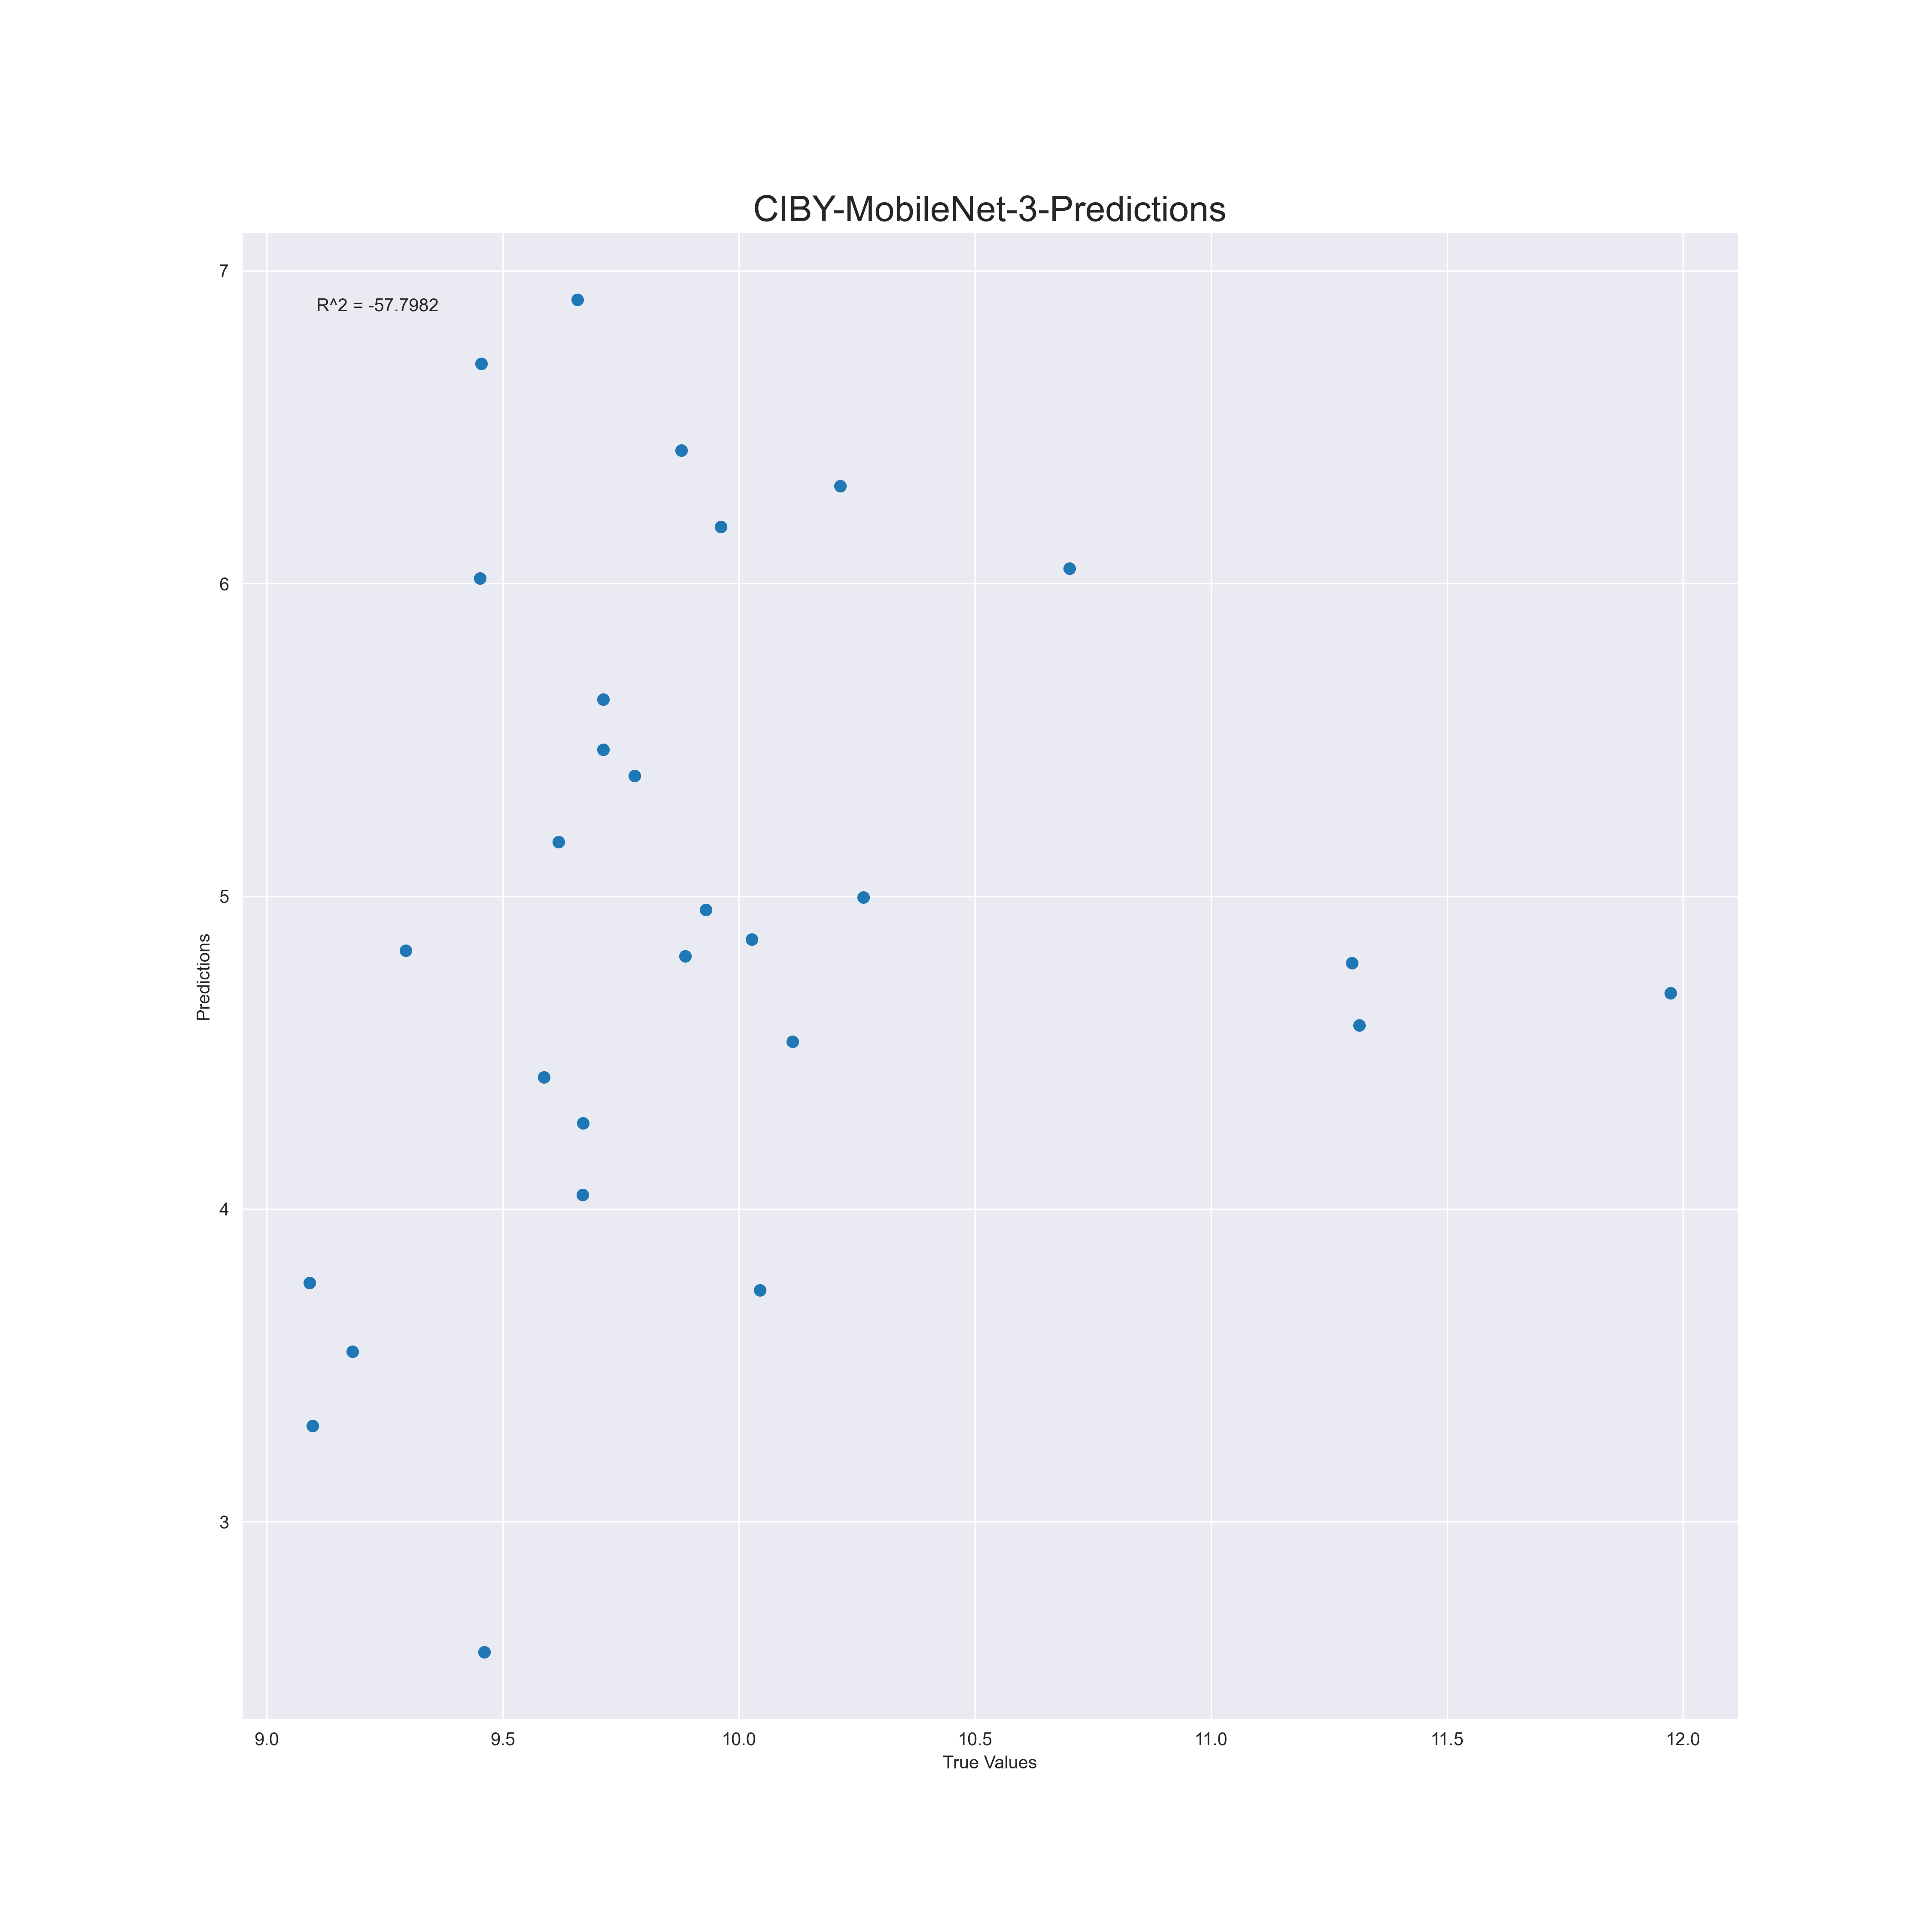 CIBY-MobileNet-3-Predictions
R^2 = -57.7982
7
6
5
4
3
Predictions
9.0 9.5 10.0 10.5 11.0 11.5 12.0
True Values